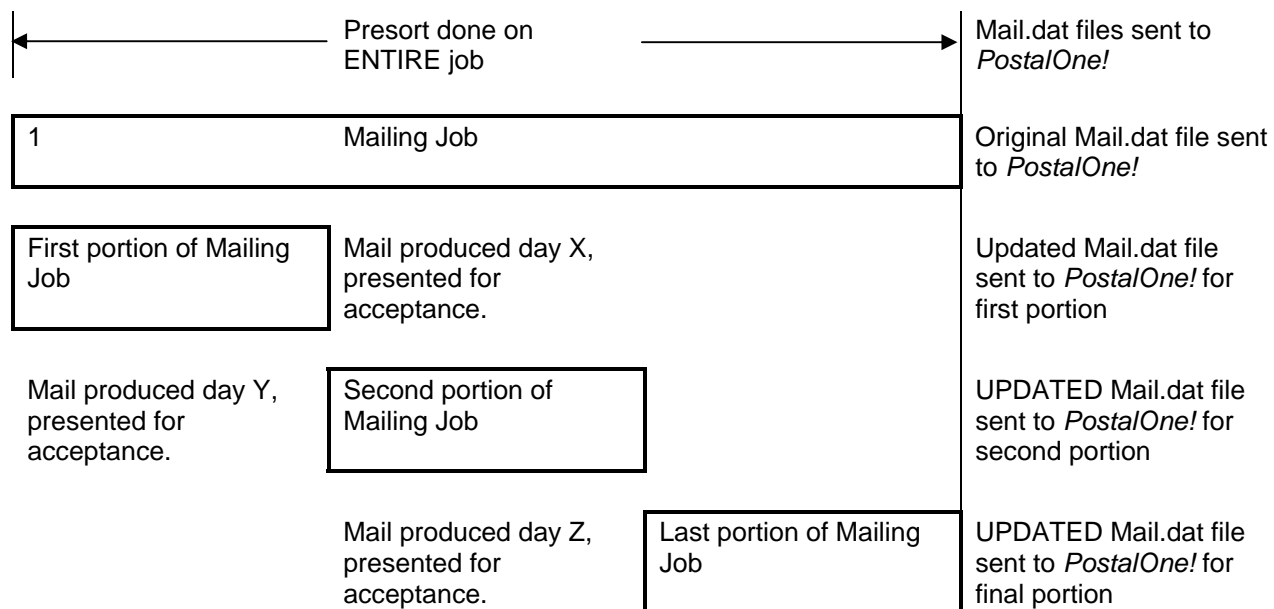 Presort done on
ENTIRE job
Mail.dat files sent to
PostalOne!
1
Mailing Job
Original Mail.dat file sent
to PostalOne!
First portion of Mailing
Job
Mail produced day X,
presented for
acceptance.
Updated Mail.dat file
sent to PostalOne! for
first portion
Mail produced day Y,
presented for
acceptance.
Second portion of
Mailing Job
UPDATED Mail.dat file
sent to PostalOne! for
second portion
Mail produced day Z,
presented for
acceptance.
Last portion of Mailing
Job
UPDATED Mail.dat file
sent to PostalOne! for
final portion